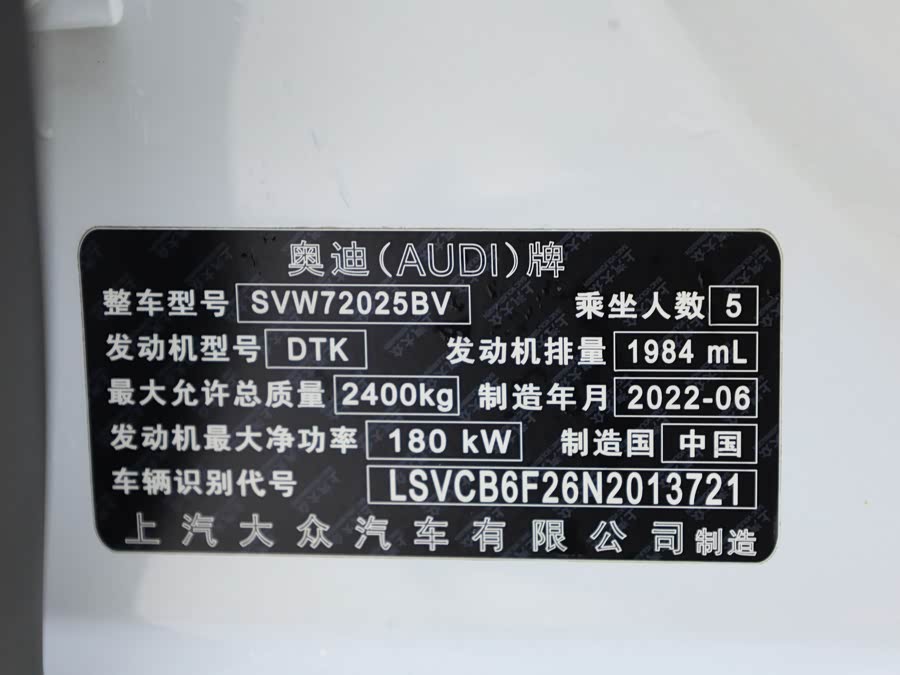 奥迪(AUDI)牌
整车型号 SVW72025BV 乘坐人数 5
发动机型号 DTK 发动机排量 1984 mL
最大允许总质量 2400kg 制造年月 2022-06
发动机最大净功率 180 kW 制造国 中国
车辆识别代号 LSVCB6F26N2013721
上汽大众汽车有限公司 制造